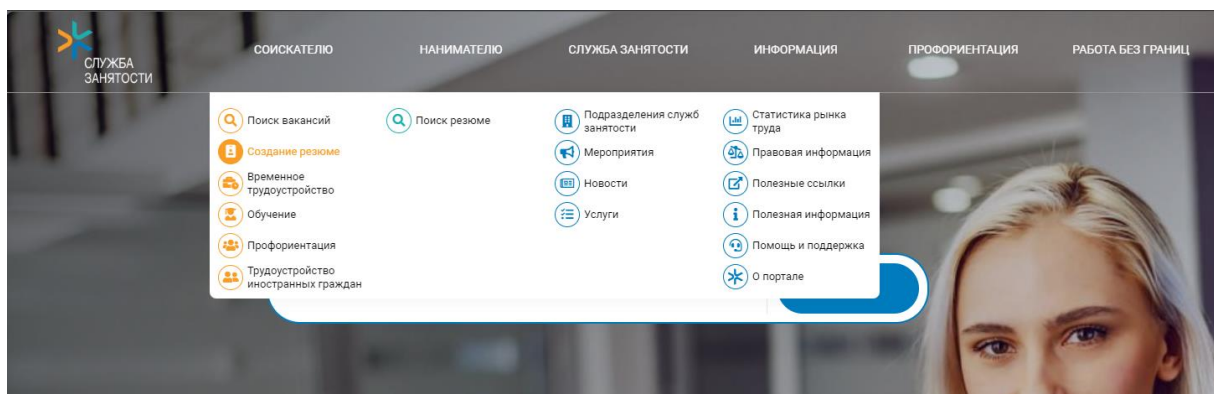 СЛУЖБА
ЗАНЯТОСТИ
СОИСКАТЕЛЮ
НАНИМАТЕЛЮ
СЛУЖБА ЗАНЯТОСТИ
ИНФОРМАЦИЯ
ПРОФОРИЕНТАЦИЯ
РАБОТА БЕЗ ГРАНИЦ
Поиск вакансий
Создание резюме
Временное
трудоустройство
Обучение
Профориентация
Трудоустройство
иностранных граждан
Поиск резюме
Подразделения служб
занятости
Мероприятия
Новости
Услуги
Статистика рынка
труда
Правовая информация
Полезные ссылки
Полезная информация
Помощь и поддержка
О портале